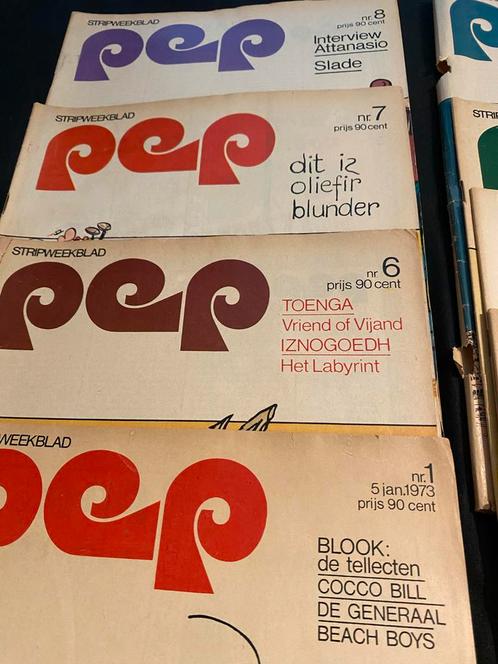 STRIPWEEKBLAD
pep
nr. 8
prijs 90 cent
Interview
Attanasio
Slade
STRIPWEEKBLAD
pep
nr. 7
prijs 90 cent
dit iz
oliefir
blunder
STRIPWEEKBLAD
pep
nr 6
prijs 90 cent
TOENGA
Vriend of Vijand
IZNOGOEDH
Het Labyrint
WEEKBLAD
pep
nr. 1
5 jan. 1973
prijs 90 cent
BLOOK:
de tellecten
COCCO BILL
DE GENERAAL
BEACH BOYS